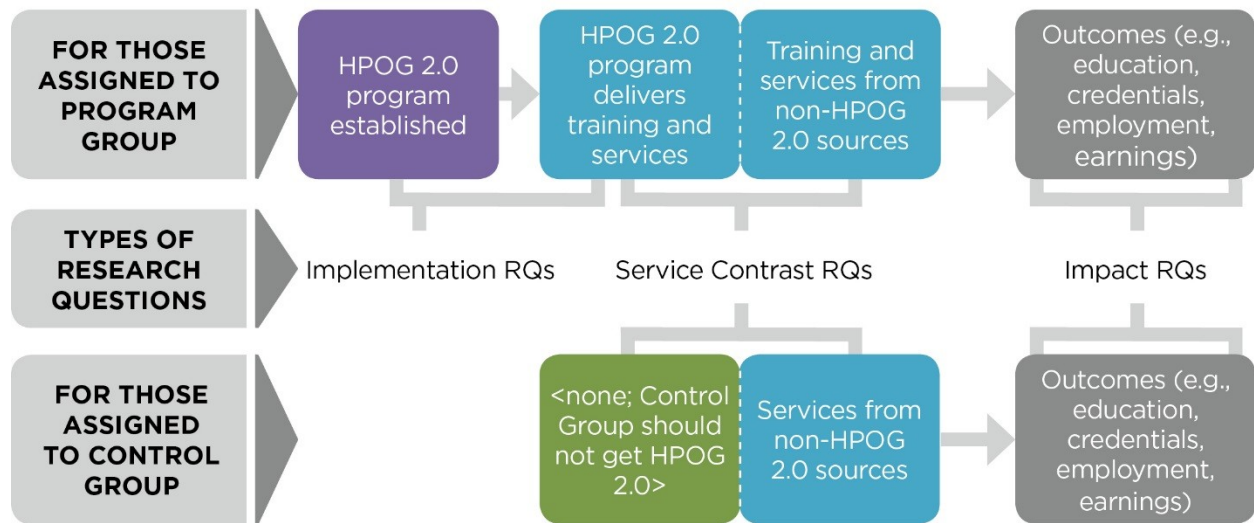 FOR THOSE
ASSIGNED TO
PROGRAM
GROUP
HPOG 2.0
program
established
HPOG 2.0
program
delivers
training and
services
Training and
services from
non-HPOG
2.0 sources
Outcomes (e.g.,
education,
credentials,
employment,
earnings)
TYPES OF
RESEARCH
QUESTIONS
Implementation RQs
Service Contrast RQs
Impact RQs
FOR THOSE
ASSIGNED
TO CONTROL
GROUP
<none; Control
Group should
not get HPOG
2.0>
Services from
non-HPOG
2.0 sources
Outcomes (e.g.,
education,
credentials,
employment,
earnings)